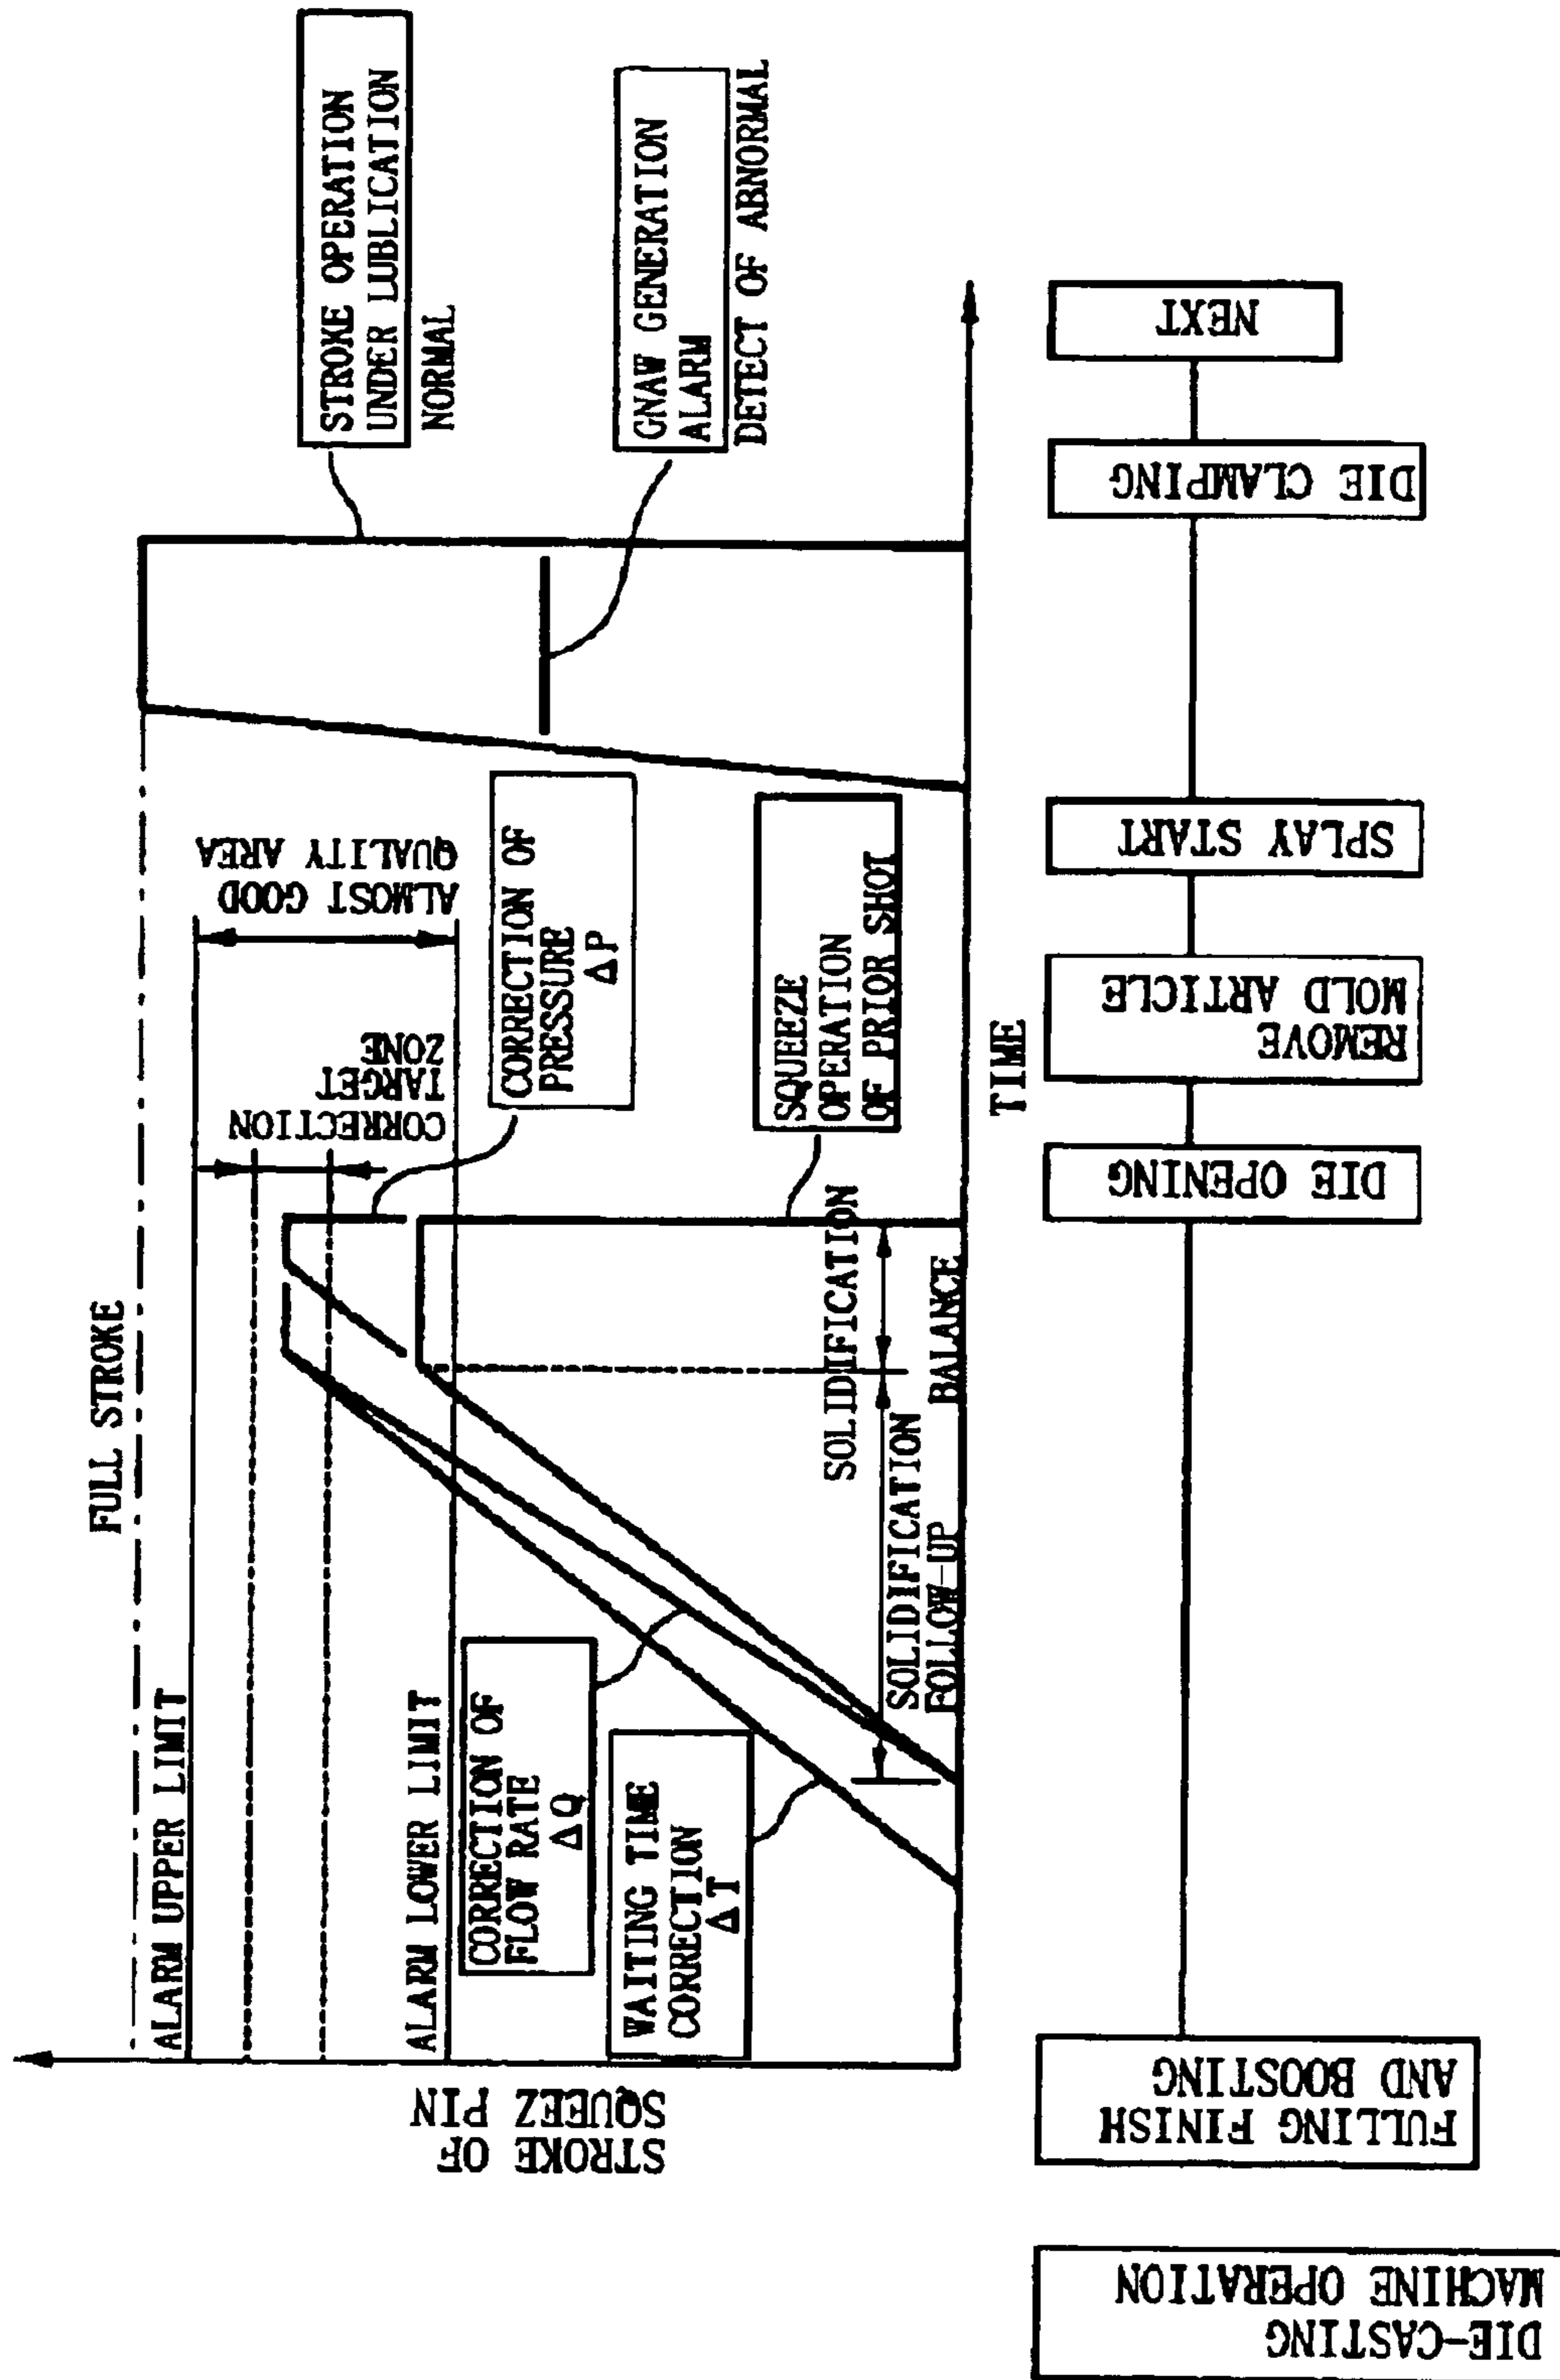 FULL STROKE
ALARM UPPER LIMIT
ALARM LOWER LIMIT
STROKE OF
SQUEEZ PIN
CORRECTION OF
FLOW RATE
ΔQ
WAITING TIME
CORRECTION
ΔT
CORRECTION
TARGET
ZONE
ALMOST GOOD
QUALITY AREA
CORRECTION OF
PRESSURE
ΔP
SQUEEZE
OPERATION
OF PRIOR SHOT
SOLIDIFICATION
BALANCE
SOLIDIFICATION
FOLLOW-UP
STROKE OPERATION
UNDER LUBLICATION
NORMAL
GNAW GENERATION
ALARM
DETECT OF ABNORMAL
TIME
DIE-CASTING
MACHINE OPERATION
FULLING FINISH
AND BOOSTING
DIE OPENING
REMOVE
MOLD ARTICLE
SPLAY START
DIE CLAMPING
NEXT